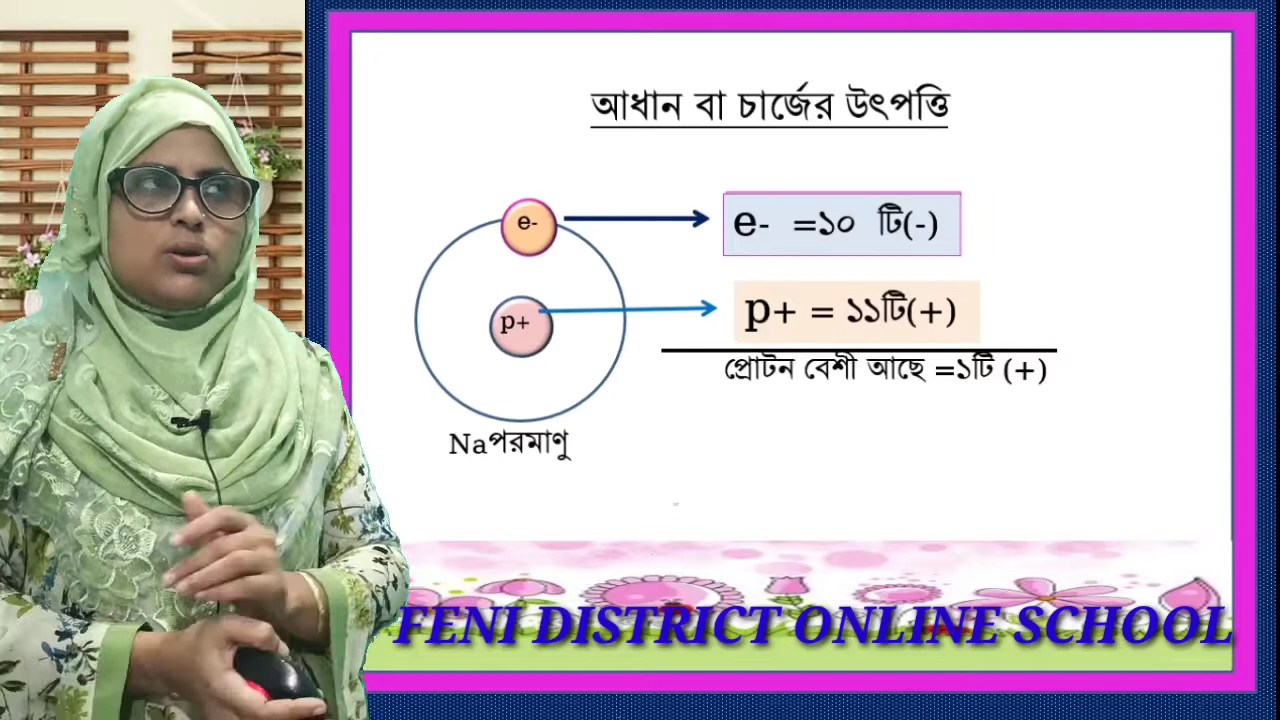 আধান বা চার্জের উৎপত্তি
e-
e- =১০ টি(-)
p+
p+ = ১১টি(+)
প্রোটন বেশী আছে =১টি (+)
Naপরমাণু
FENI DISTRICT ONLINE SCHOOL